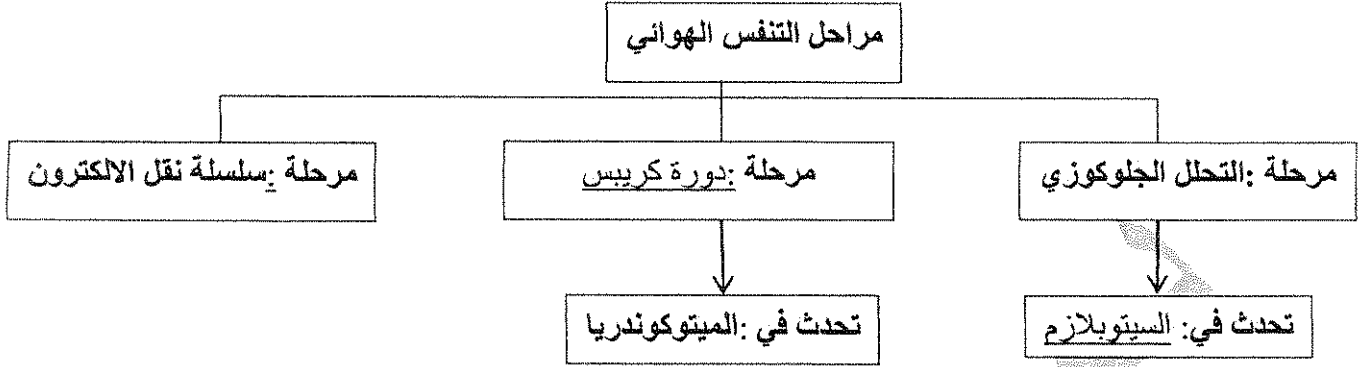 مراحل التنفس الهوائي
مرحلة :التحلل الجلوكوزي
مرحلة :دورة كريبس
مرحلة :سلسلة نقل الالكترون
تحدث في: السيتوبلازم
تحدث في :الميتوكوندريا